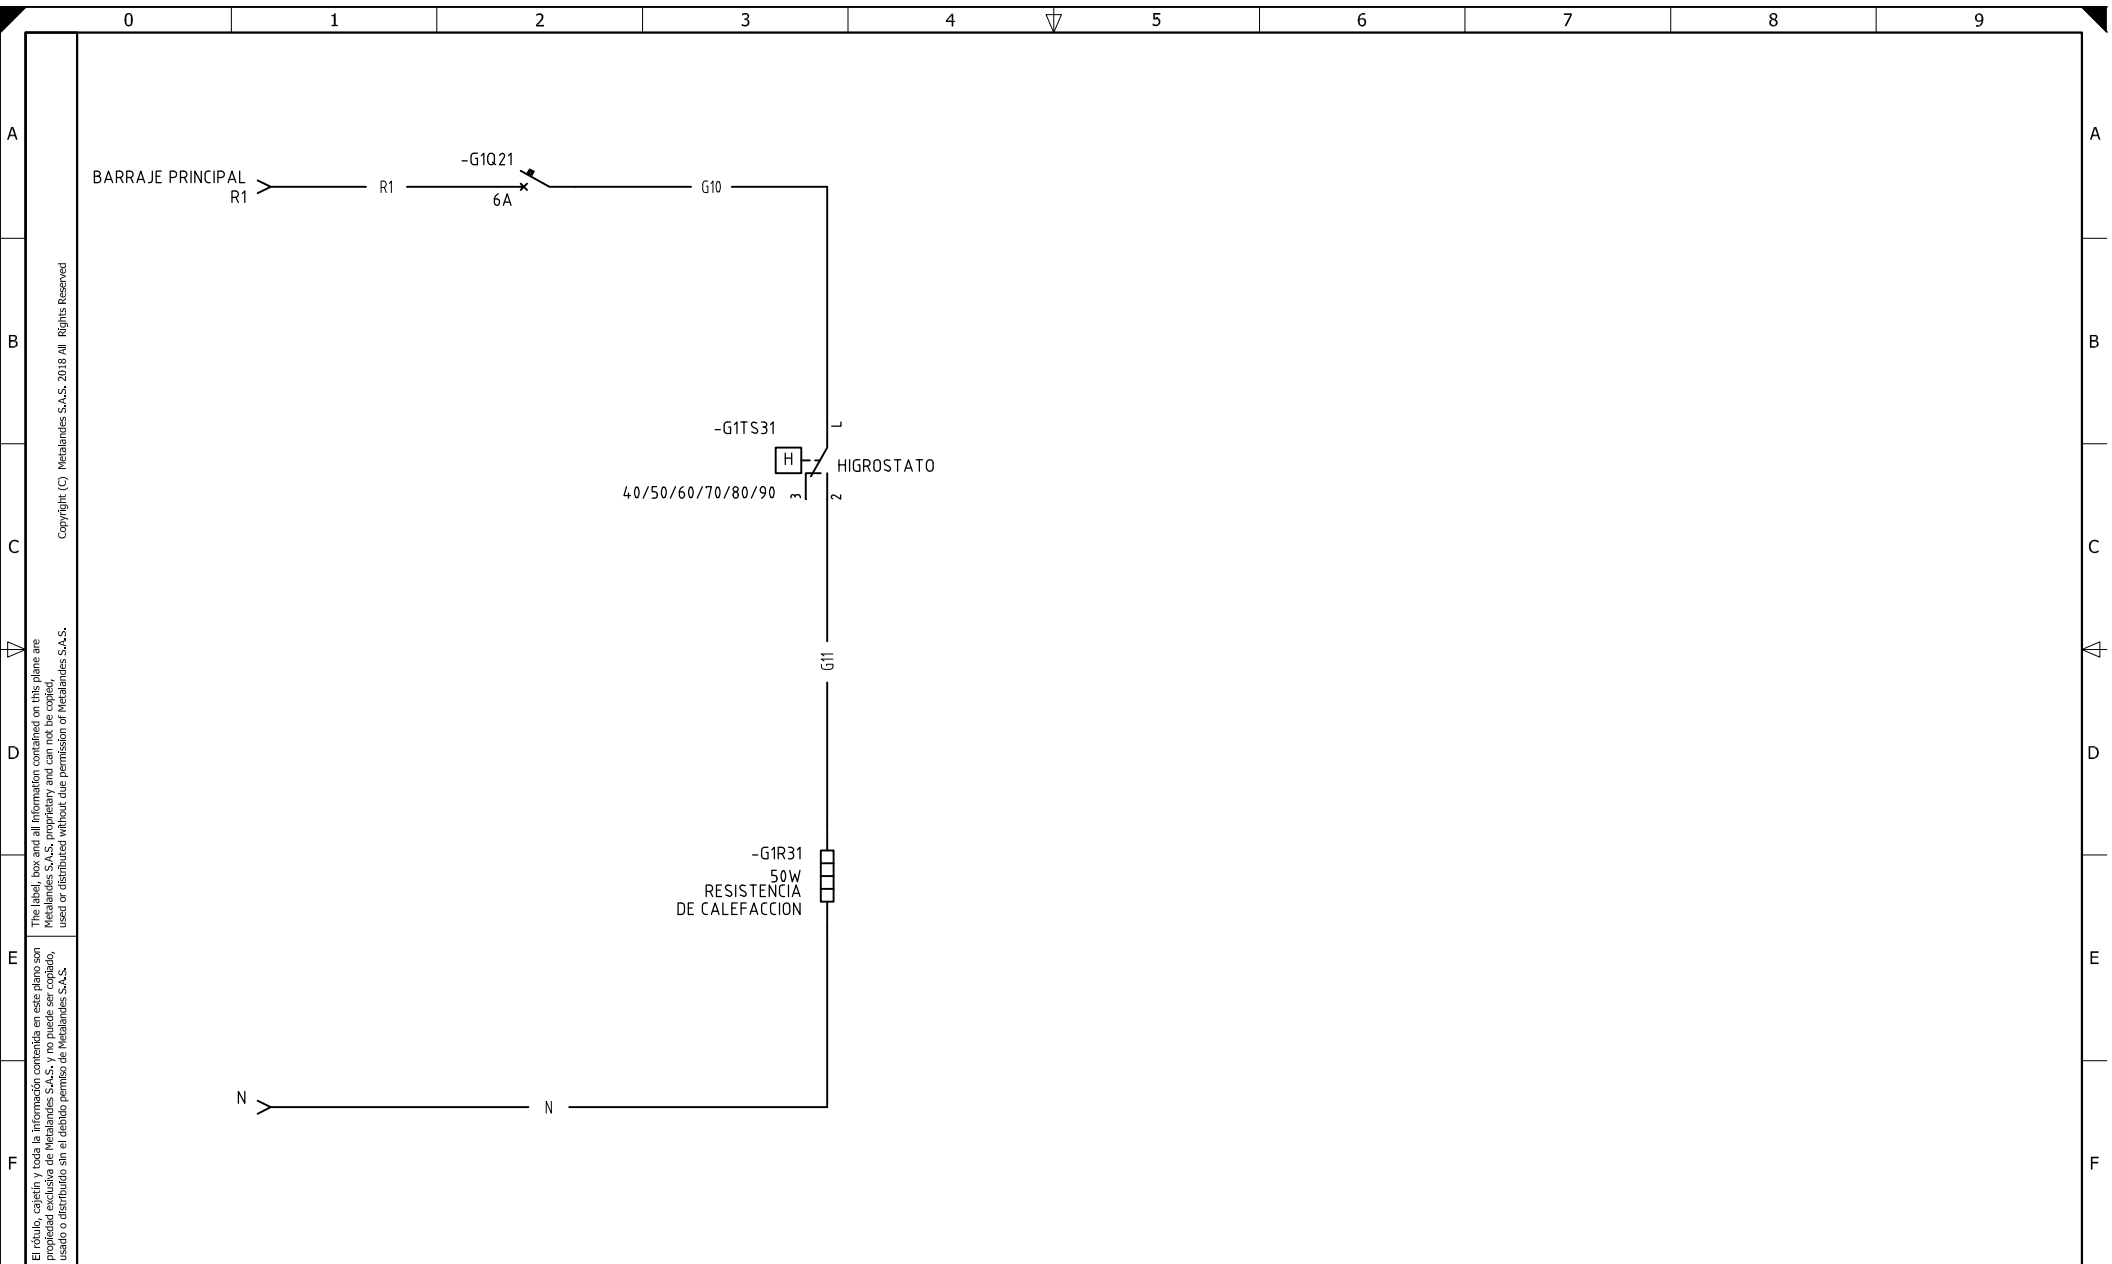 0 1 2 3 4 5 6 7 8 9
A A
-G1Q21
BARRAJE PRINCIPAL
R1
R1
6A
G10
B B
-G1TS31
L
H
HIGROSTATO
40/50/60/70/80/90
3
2
C C
G11
D D
-G1R31
50W
RESISTENCIA
DE CALEFACCION
E E
N
N
F F
Copyright (C) Metalandes S.A.S. 2018 All Rights Reserved
The label, box and all information contained on this plane are
Metalandes S.A.S. proprietary and can not be copied,
used or distributed without due permission of Metalandes S.A.S.
El rótulo, cajetin y toda la información contenida en este plano son
propiedad exclusiva de Metalandes S.A.S. y no puede ser copiado,
usado o distribuido sin el debido permiso de Metalandes S.A.S.